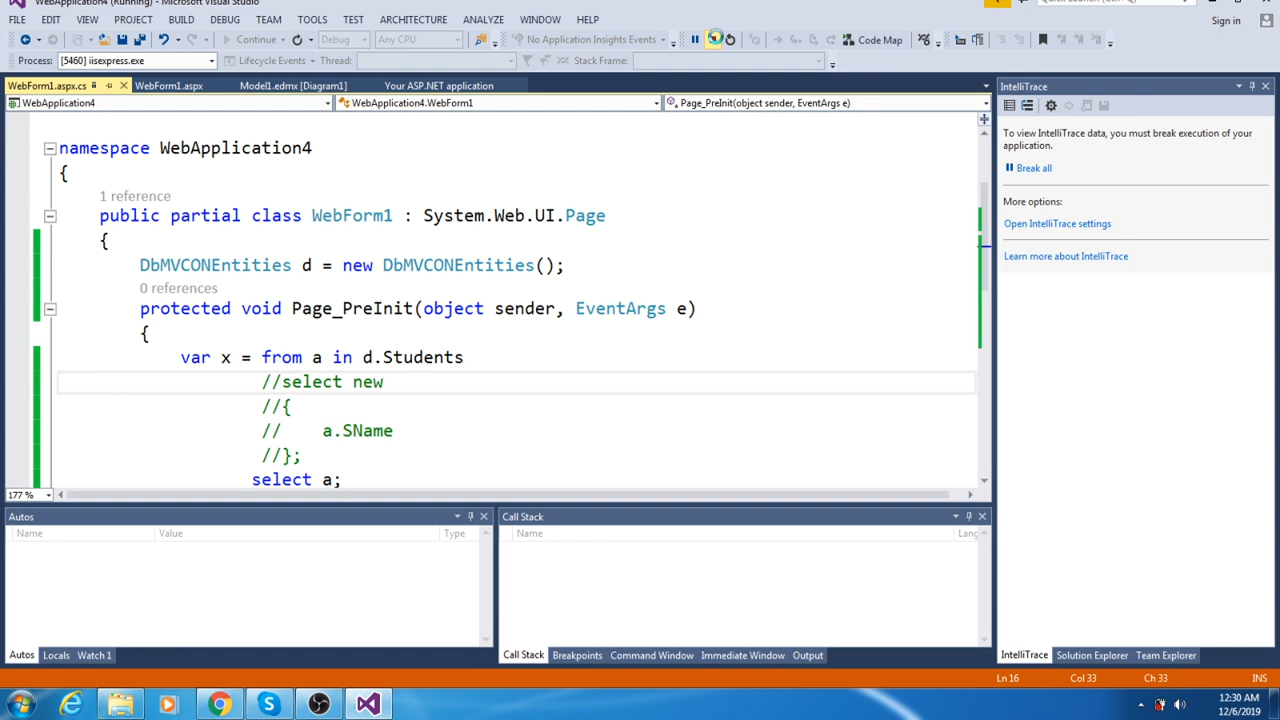 WebApplication4 (Running) - Microsoft Visual Studio
Quick Launch (Ctrl+Q)
FILE EDIT VIEW PROJECT BUILD DEBUG TEAM TOOLS TEST ARCHITECTURE ANALYZE WINDOW HELP
Sign in
Continue Debug Any CPU No Application Insights Events Code Map
Process: [5460] iisexpress.exe Lifecycle Events Thread: Stack Frame:
WebForm1.aspx.cs WebForm1.aspx Model1.edmx [Diagram1] Your ASP.NET application
WebApplication4 WebApplication4.WebForm1 Page_PreInit(object sender, EventArgs e)
namespace WebApplication4
{
1 reference
public partial class WebForm1 : System.Web.UI.Page
{
DbMVCONEntities d = new DbMVCONEntities();
0 references
protected void Page_PreInit(object sender, EventArgs e)
{
var x = from a in d.Students
//select new
//{
// a.SName
//};
select a;
177 %
IntelliTrace
To view IntelliTrace data, you must break execution of your
application.
Break all
More options:
Open IntelliTrace settings
Learn more about IntelliTrace
Autos
Name Value Type
Autos Locals Watch 1
Call Stack
Name Lang
Call Stack Breakpoints Command Window Immediate Window Output
IntelliTrace Solution Explorer Team Explorer
Ln 16 Col 33 Ch 33 INS
12:30 AM
12/6/2019